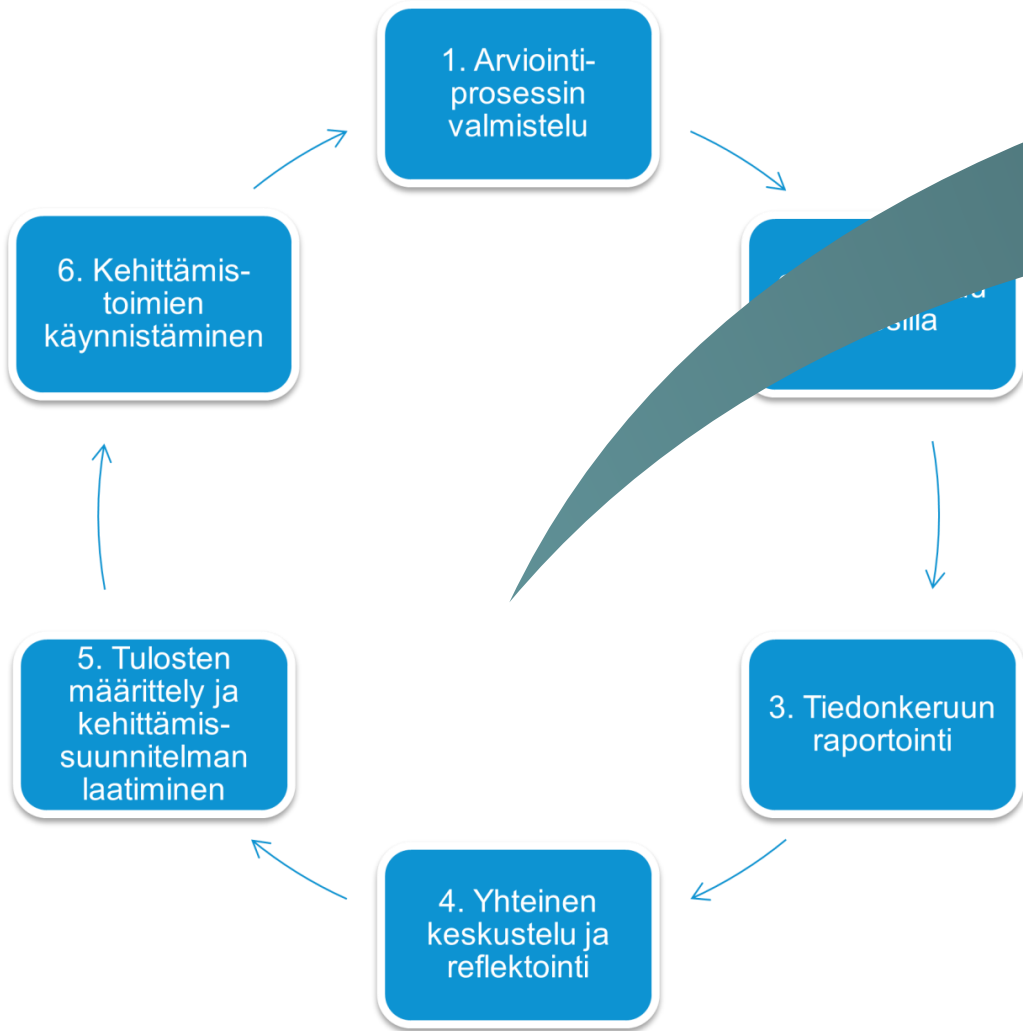 1. Arviointi-
prosessin
valmistelu
3. Tiedonkeruun
raportointi
4. Yhteinen
keskustelu ja
reflektointi
5. Tulosten
määrittely ja
kehittämis-
suunnitelman
laatiminen
6. Kehittämis-
toimien
käynnistäminen